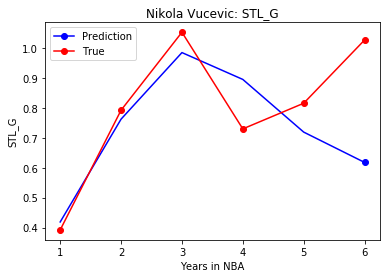 Nikola Vucevic: STL_G
Prediction
True
1.0
0.9
0.8
0.7
0.6
0.5
0.4
STL_G
1 2 3 4 5 6
Years in NBA